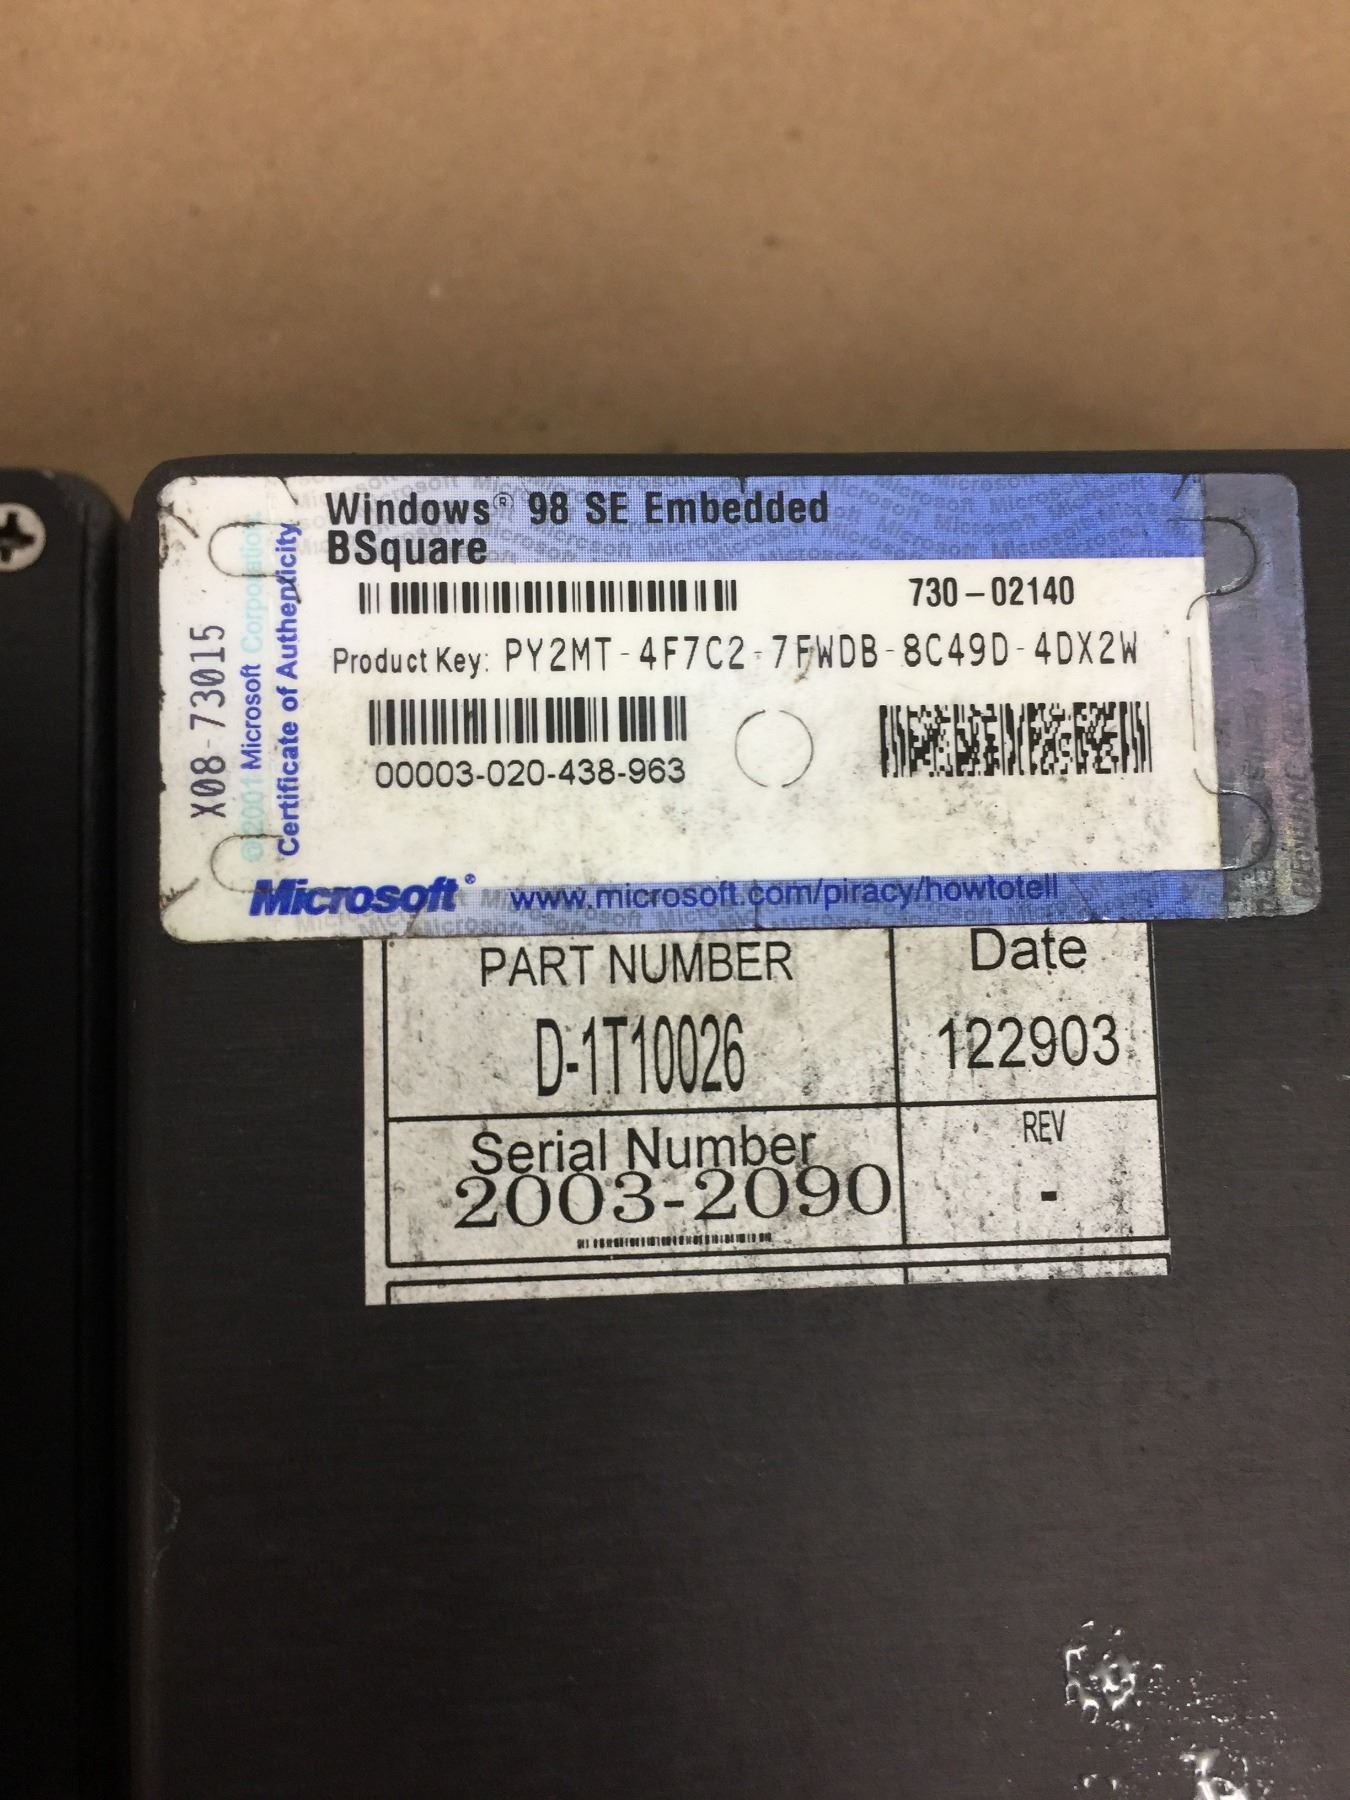 Windows® 98 SE Embedded
BSquare
730-02140
Product Key: PY2MT-4F7C2-7FWDB-8C49D-4DX2W
00003-020-438-963
X08-73015
©2001 Microsoft Corporation
Certificate of Authenticity
Microsoft® www.microsoft.com/piracy/howtotell
PART NUMBER
D-1T10026
Date
122903
Serial Number
2003-2090
REV
-